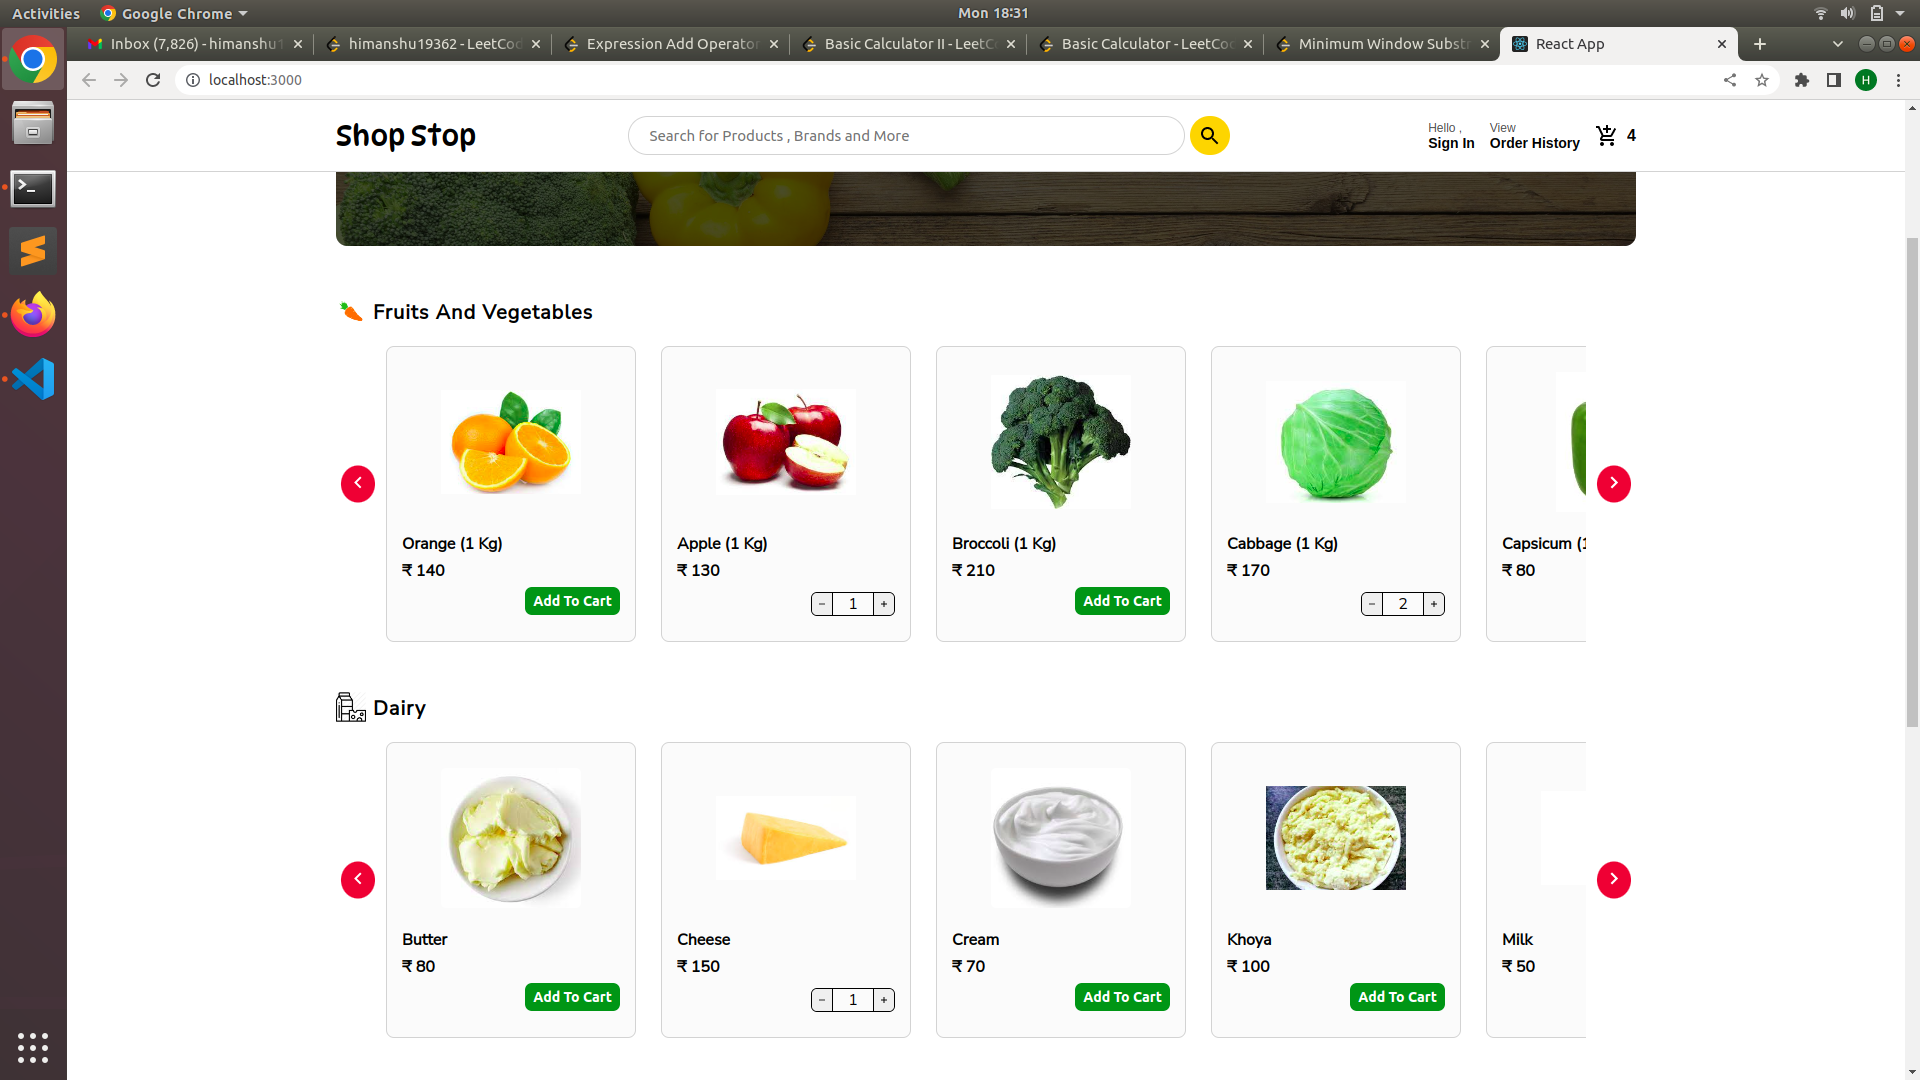 Activities Google Chrome Mon 18:31
Inbox (7,826) - himanshu1 himanshu19362 - LeetCod Expression Add Operator Basic Calculator II - LeetCo Basic Calculator - LeetCod Minimum Window Substr React App
localhost:3000 H
Shop Stop
Search for Products , Brands and More
Hello ,
Sign In
View
Order History
4
Fruits And Vegetables
Orange (1 Kg)
₹ 140
Add To Cart
Apple (1 Kg)
₹ 130
- 1 +
Broccoli (1 Kg)
₹ 210
Add To Cart
Cabbage (1 Kg)
₹ 170
- 2 +
Capsicum (1
₹ 80
Dairy
Butter
₹ 80
Add To Cart
Cheese
₹ 150
- 1 +
Cream
₹ 70
Add To Cart
Khoya
₹ 100
Add To Cart
Milk
₹ 50